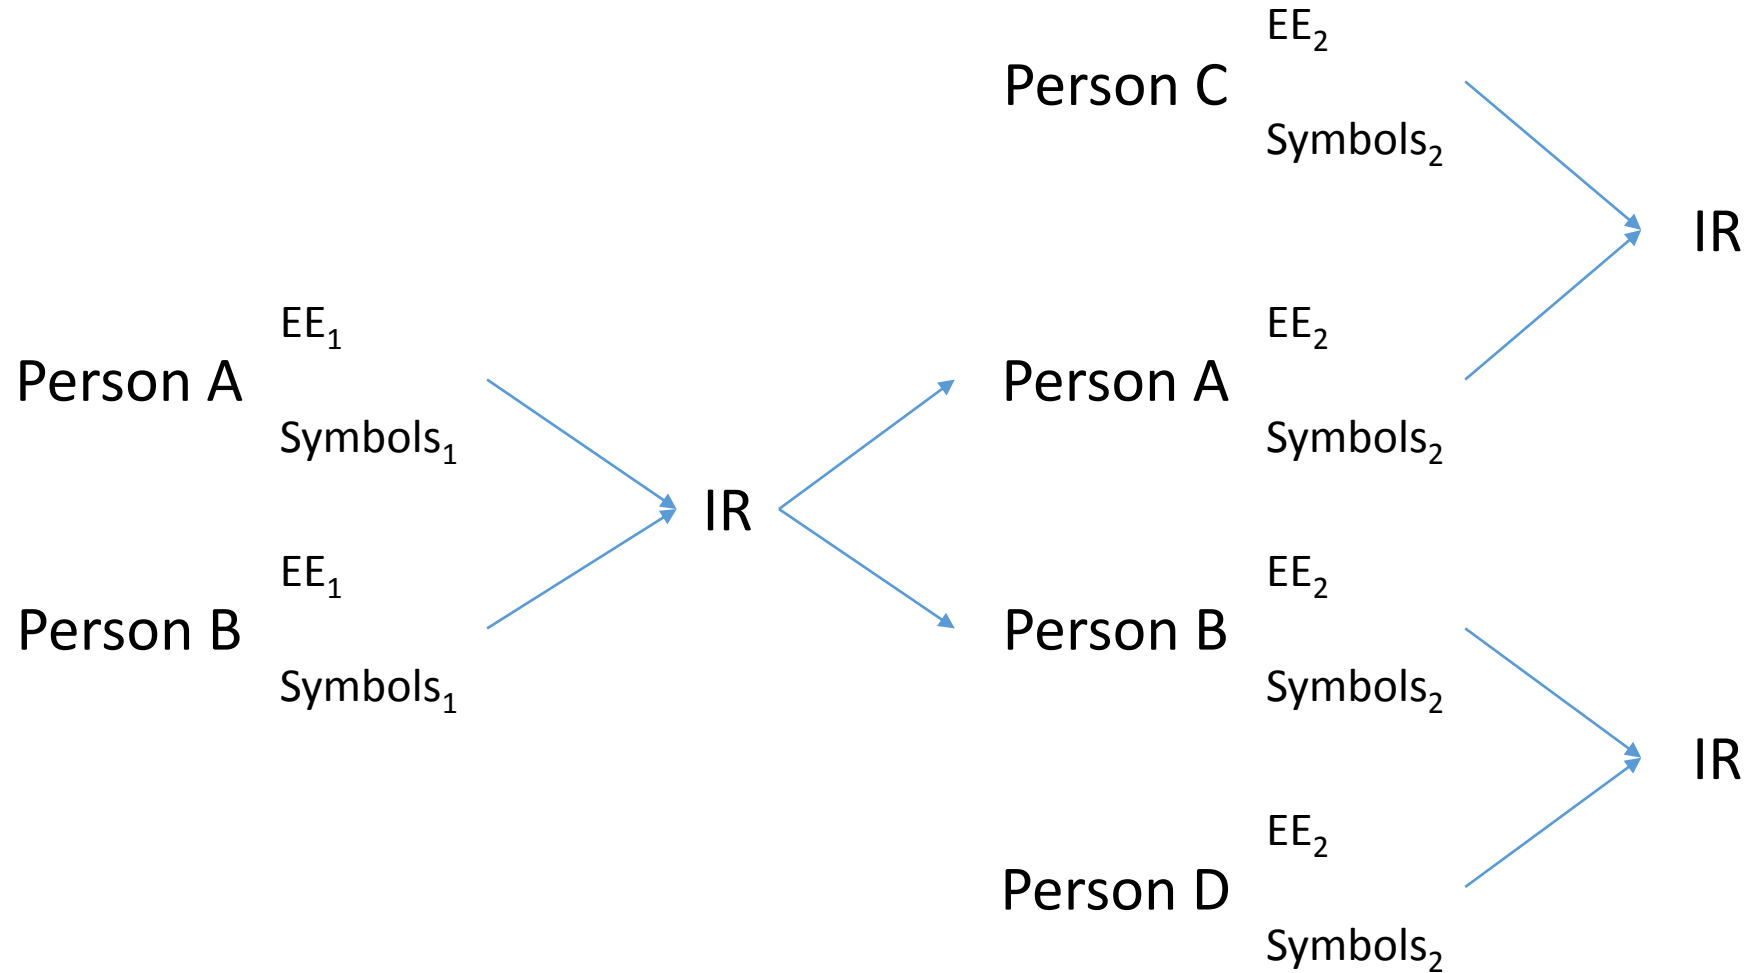 EE₂
Person C
Symbols₂
IR
EE₁
Person A
Symbols₁
EE₂
Person A
Symbols₂
IR
EE₁
Person B
Symbols₁
EE₂
Person B
Symbols₂
IR
EE₂
Person D
Symbols₂